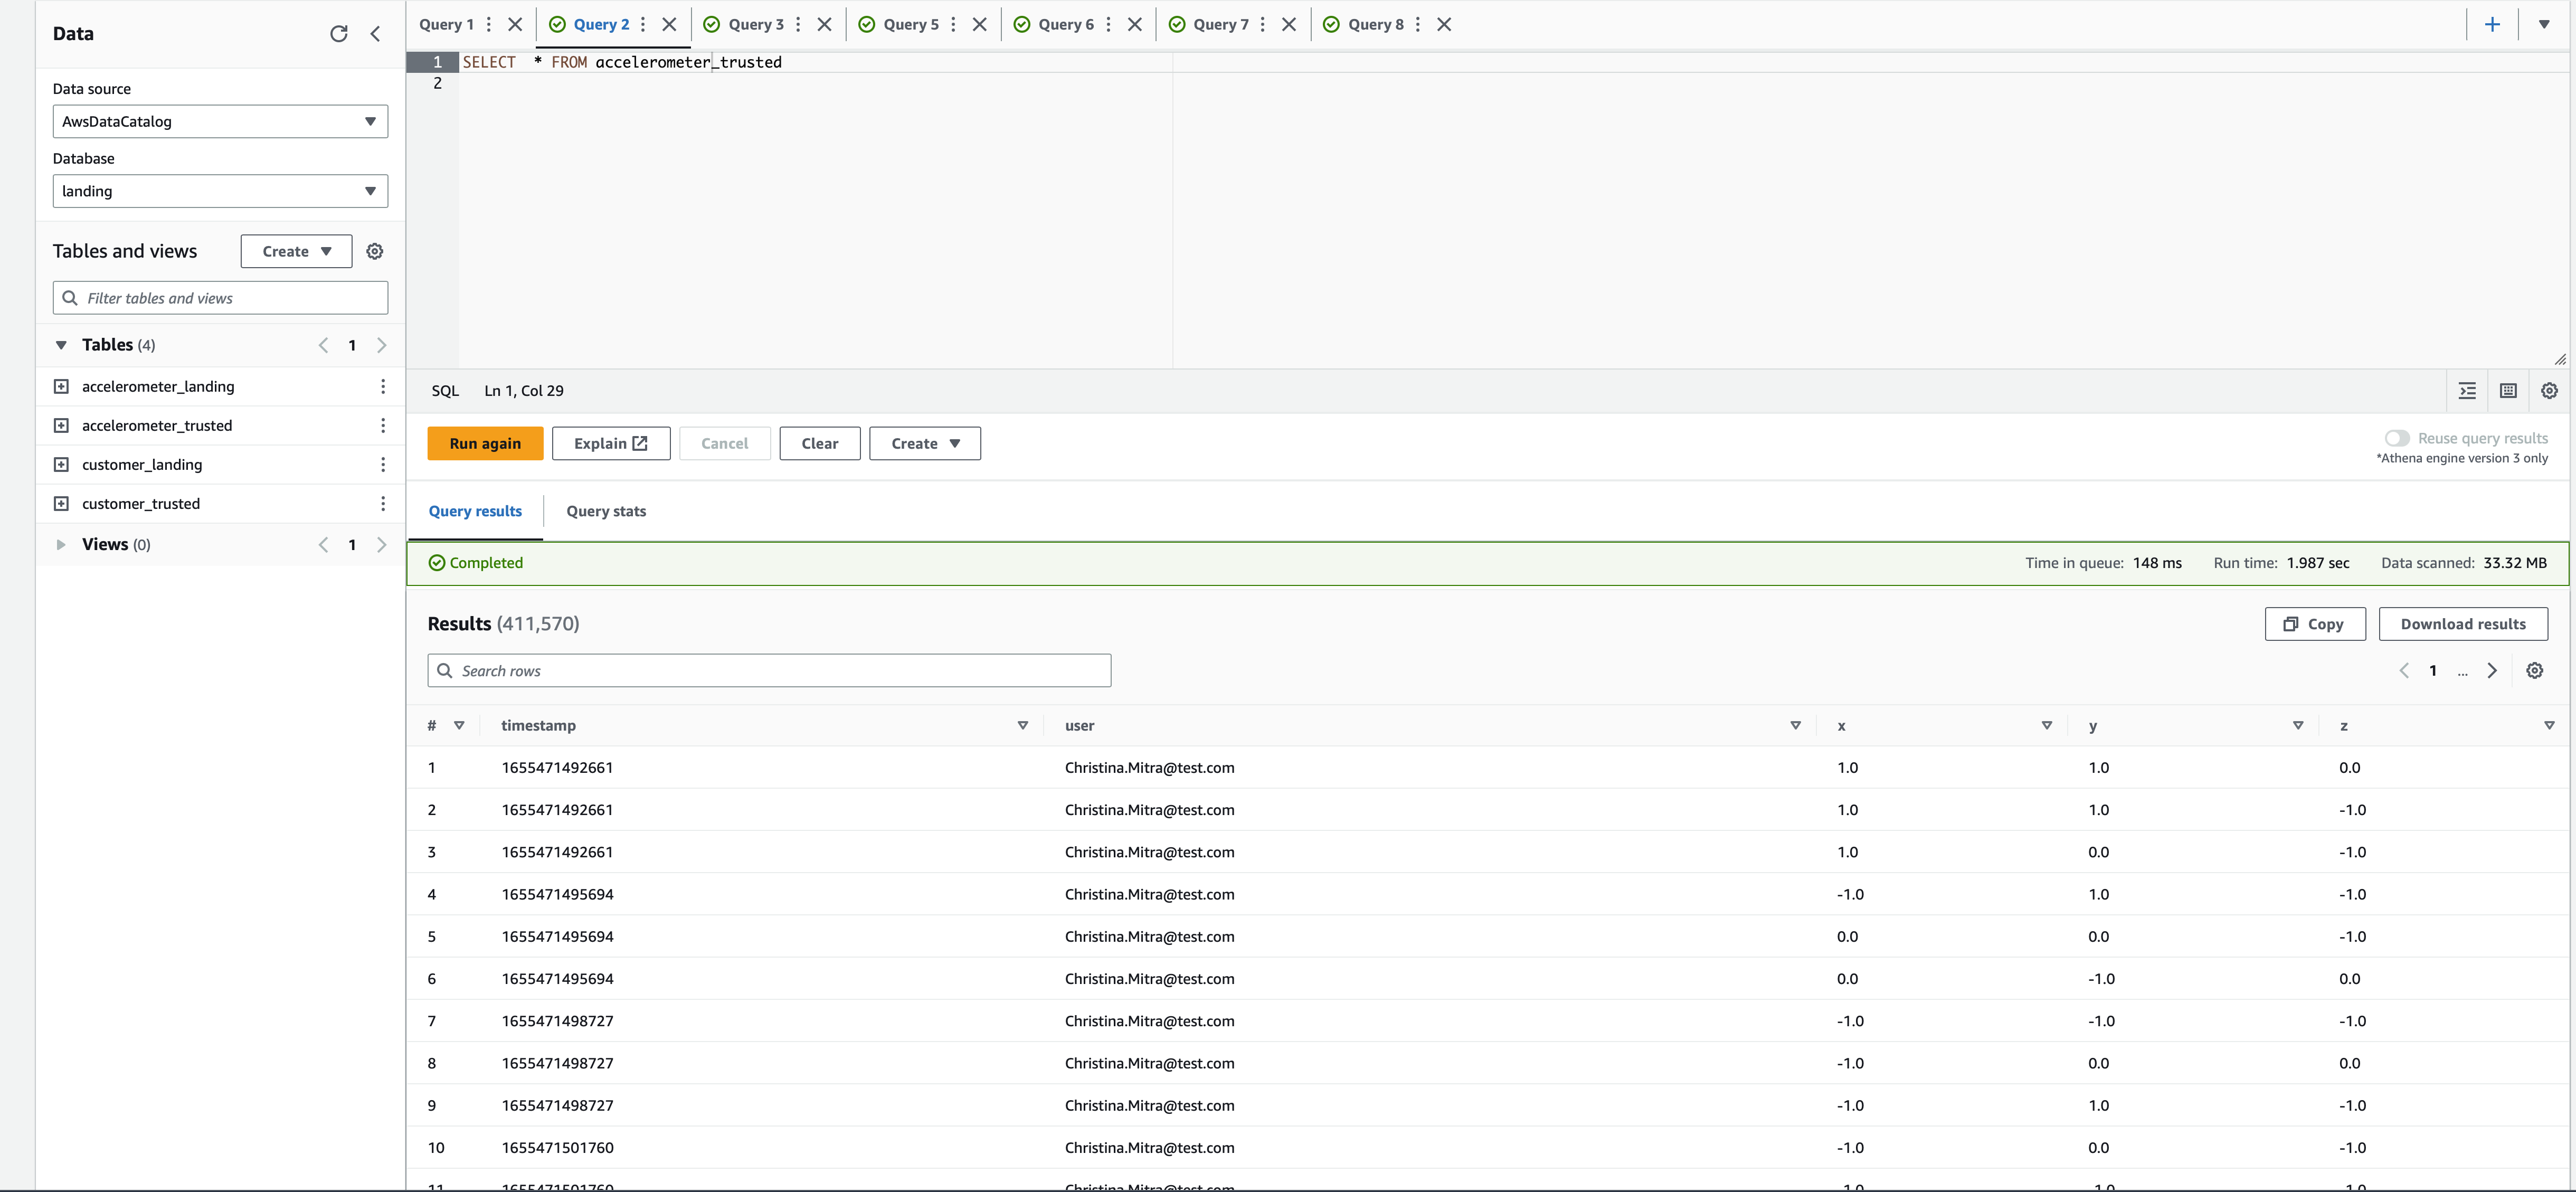 Data
Query 1
Query 2
Query 3
Query 5
Query 6
Query 7
Query 8
Data source
AwsDataCatalog
Database
landing
Tables and views
Create
Filter tables and views
Tables (4)
1
accelerometer_landing
accelerometer_trusted
customer_landing
customer_trusted
Views (0)
1
1 SELECT * FROM accelerometer_trusted
2
SQL Ln 1, Col 29
Run again Explain Cancel Clear Create
Reuse query results
*Athena engine version 3 only
Query results Query stats
Completed
Time in queue: 148 ms Run time: 1.987 sec Data scanned: 33.32 MB
Results (411,570)
Copy Download results
Search rows
1 ...
# timestamp user x y z
1 1655471492661 Christina.Mitra@test.com 1.0 1.0 0.0
2 1655471492661 Christina.Mitra@test.com 1.0 1.0 -1.0
3 1655471492661 Christina.Mitra@test.com 1.0 0.0 -1.0
4 1655471495694 Christina.Mitra@test.com -1.0 1.0 -1.0
5 1655471495694 Christina.Mitra@test.com 0.0 0.0 -1.0
6 1655471495694 Christina.Mitra@test.com 0.0 -1.0 0.0
7 1655471498727 Christina.Mitra@test.com -1.0 -1.0 -1.0
8 1655471498727 Christina.Mitra@test.com -1.0 0.0 0.0
9 1655471498727 Christina.Mitra@test.com -1.0 1.0 -1.0
10 1655471501760 Christina.Mitra@test.com -1.0 0.0 -1.0
11 1655471501760 Christina.Mitra@test.com -1.0 -1.0 -1.0